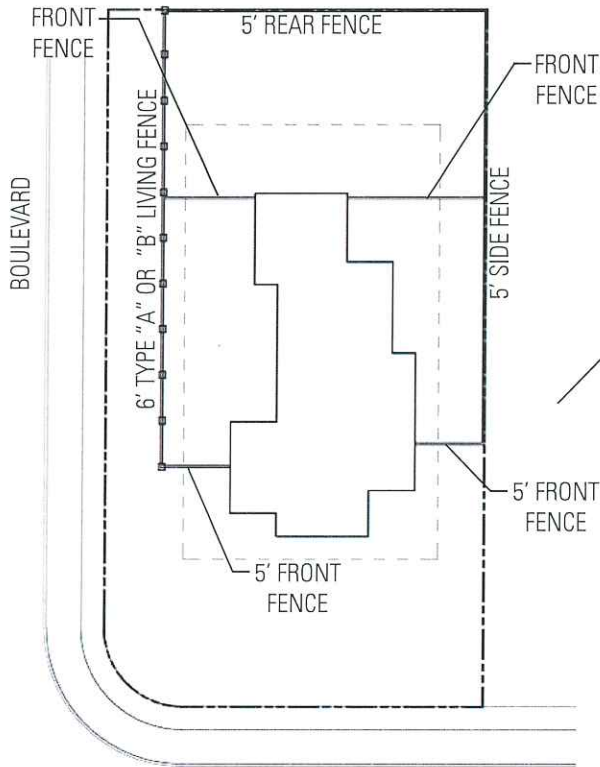 FRONT
FENCE
5' REAR FENCE
FRONT
FENCE
BOULEVARD
6' TYPE "A" OR "B" LIVING FENCE
5' SIDE FENCE
5' FRONT
FENCE
5' FRONT
FENCE